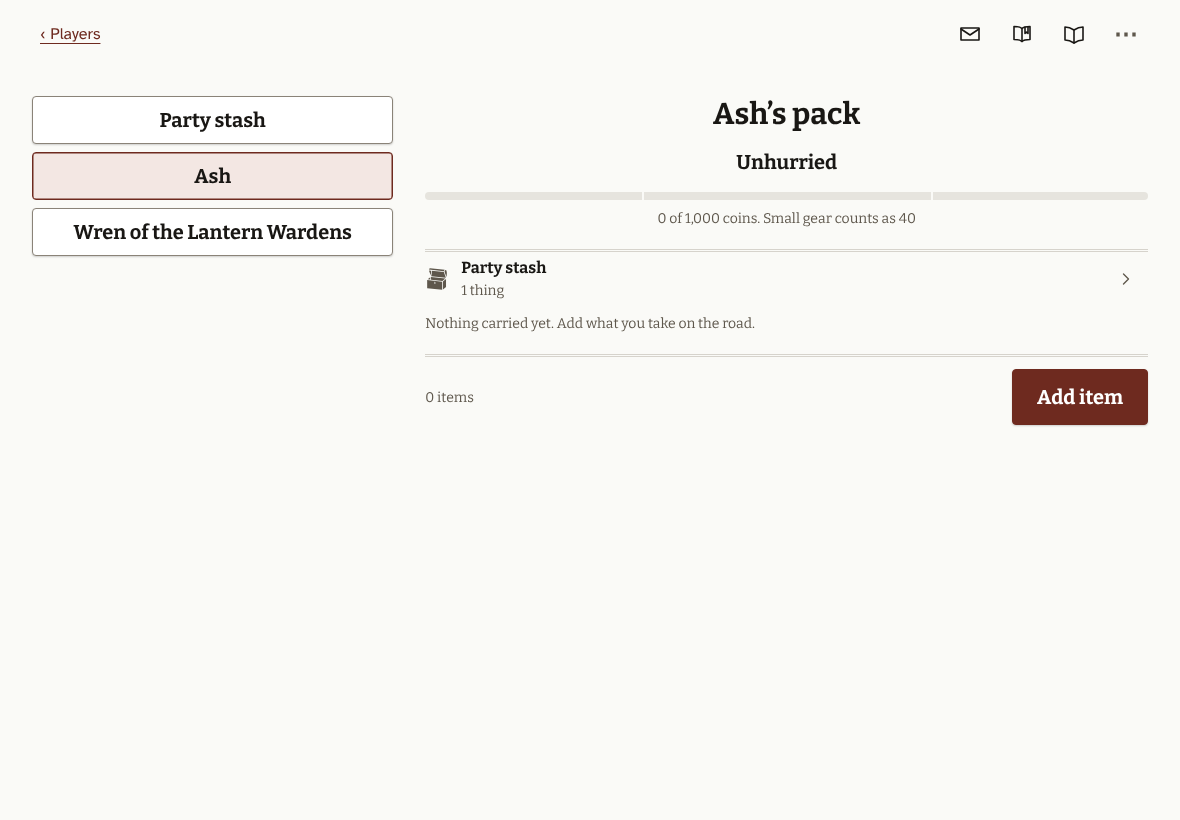 ‹ Players
Party stash
Ash
Wren of the Lantern Wardens
Ash’s pack
Unhurried
0 of 1,000 coins. Small gear counts as 40
Party stash
1 thing
Nothing carried yet. Add what you take on the road.
0 items
Add item